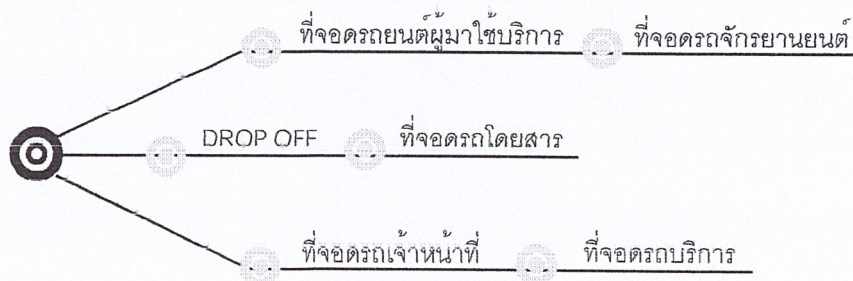 ที่จอดรถยนต์ผู้มาใช้บริการ ที่จอดรถจักรยานยนต์
DROP OFF ที่จอดรถโดยสาร
ที่จอดรถเจ้าหน้าที่ ที่จอดรถบริการ